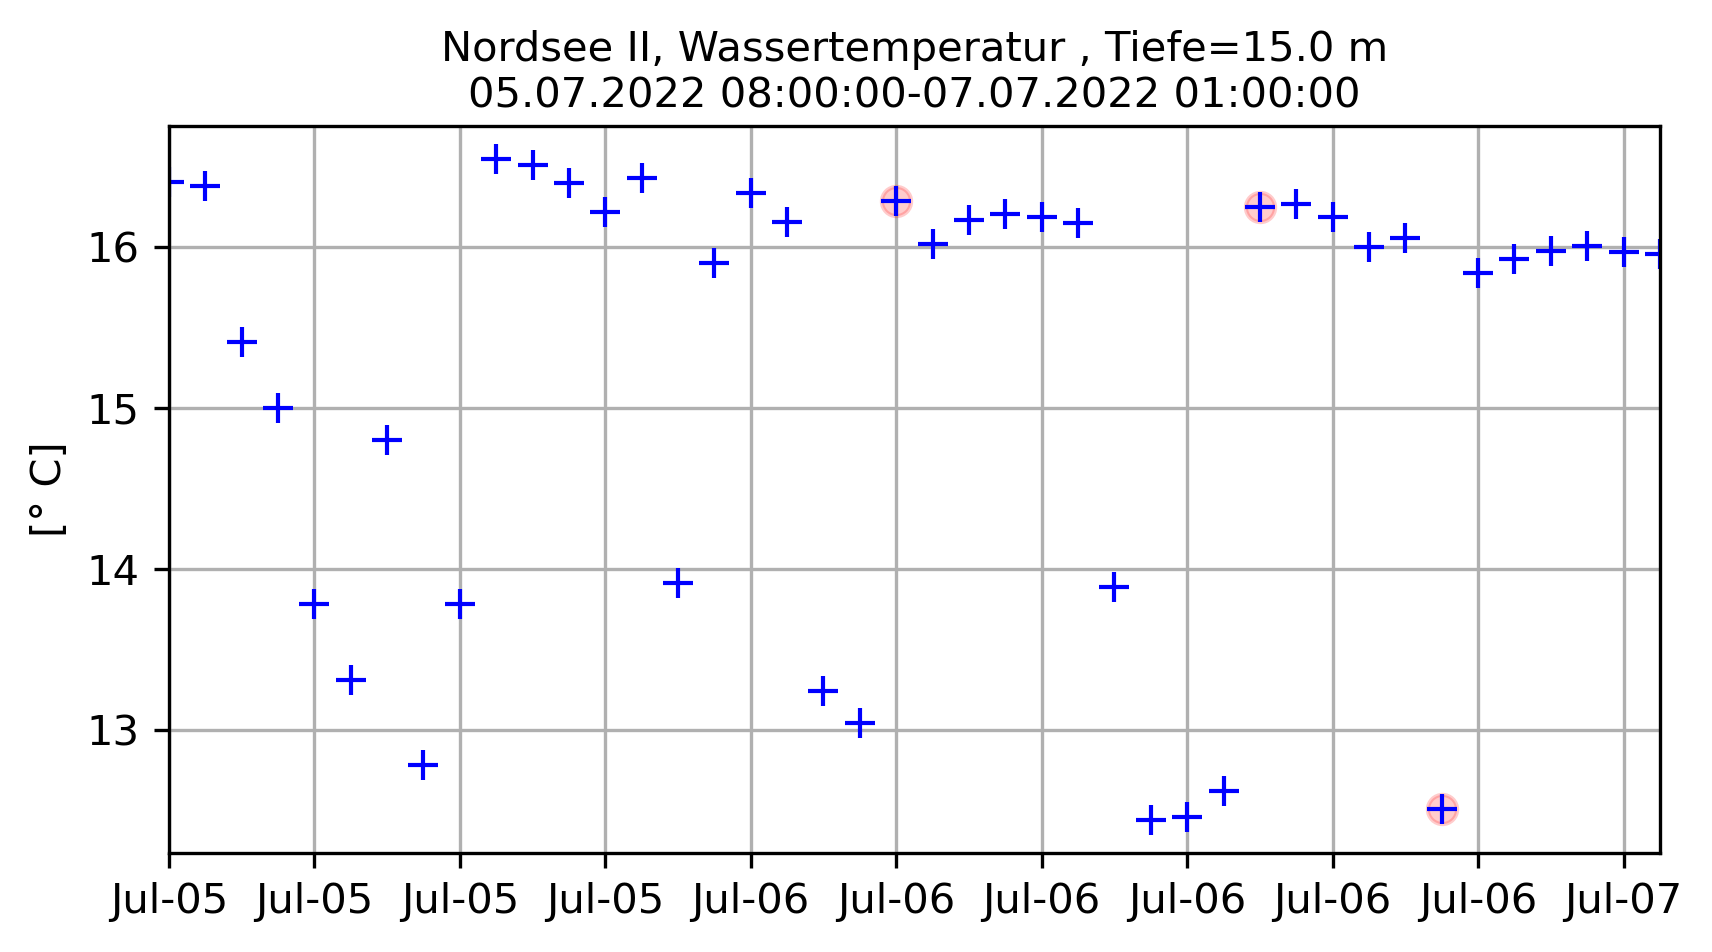 Nordsee II, Wassertemperatur , Tiefe=15.0 m
05.07.2022 08:00:00-07.07.2022 01:00:00
[° C]
16
15
14
13
Jul-05 Jul-05 Jul-05 Jul-05 Jul-06 Jul-06 Jul-06 Jul-06 Jul-06 Jul-06 Jul-07